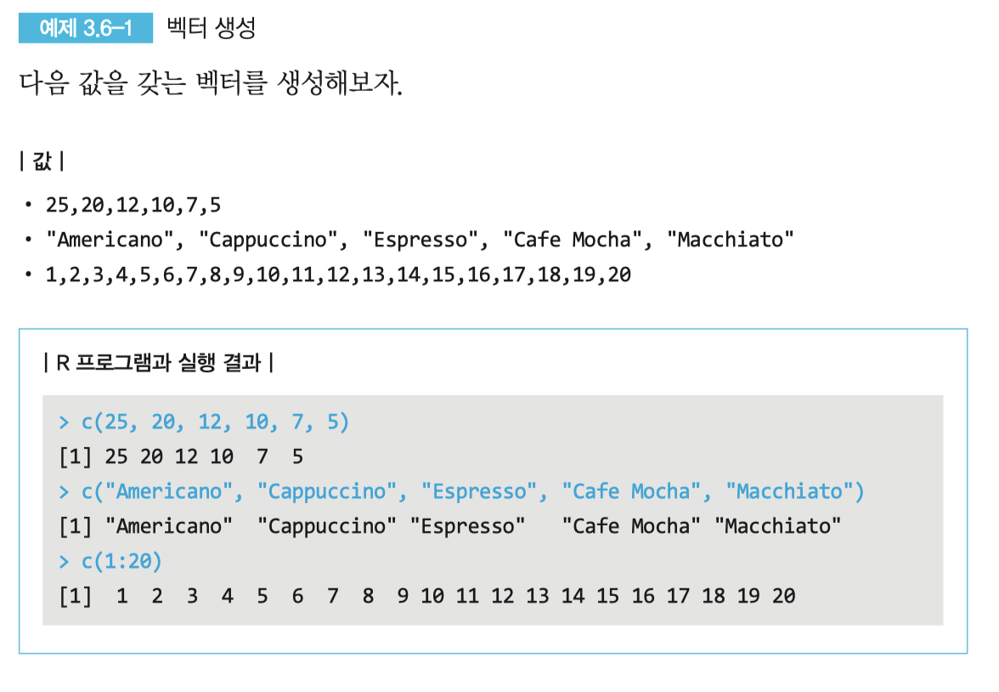 예제 3.6-1 벡터 생성
다음 값을 갖는 벡터를 생성해보자.
| 값 |
• 25,20,12,10,7,5
• "Americano", "Cappuccino", "Espresso", "Cafe Mocha", "Macchiato"
• 1,2,3,4,5,6,7,8,9,10,11,12,13,14,15,16,17,18,19,20
| R 프로그램과 실행 결과 |
> c(25, 20, 12, 10, 7, 5)
[1] 25 20 12 10  7  5
> c("Americano", "Cappuccino", "Espresso", "Cafe Mocha", "Macchiato")
[1] "Americano"  "Cappuccino" "Espresso"   "Cafe Mocha" "Macchiato"
> c(1:20)
[1]  1  2  3  4  5  6  7  8  9 10 11 12 13 14 15 16 17 18 19 20